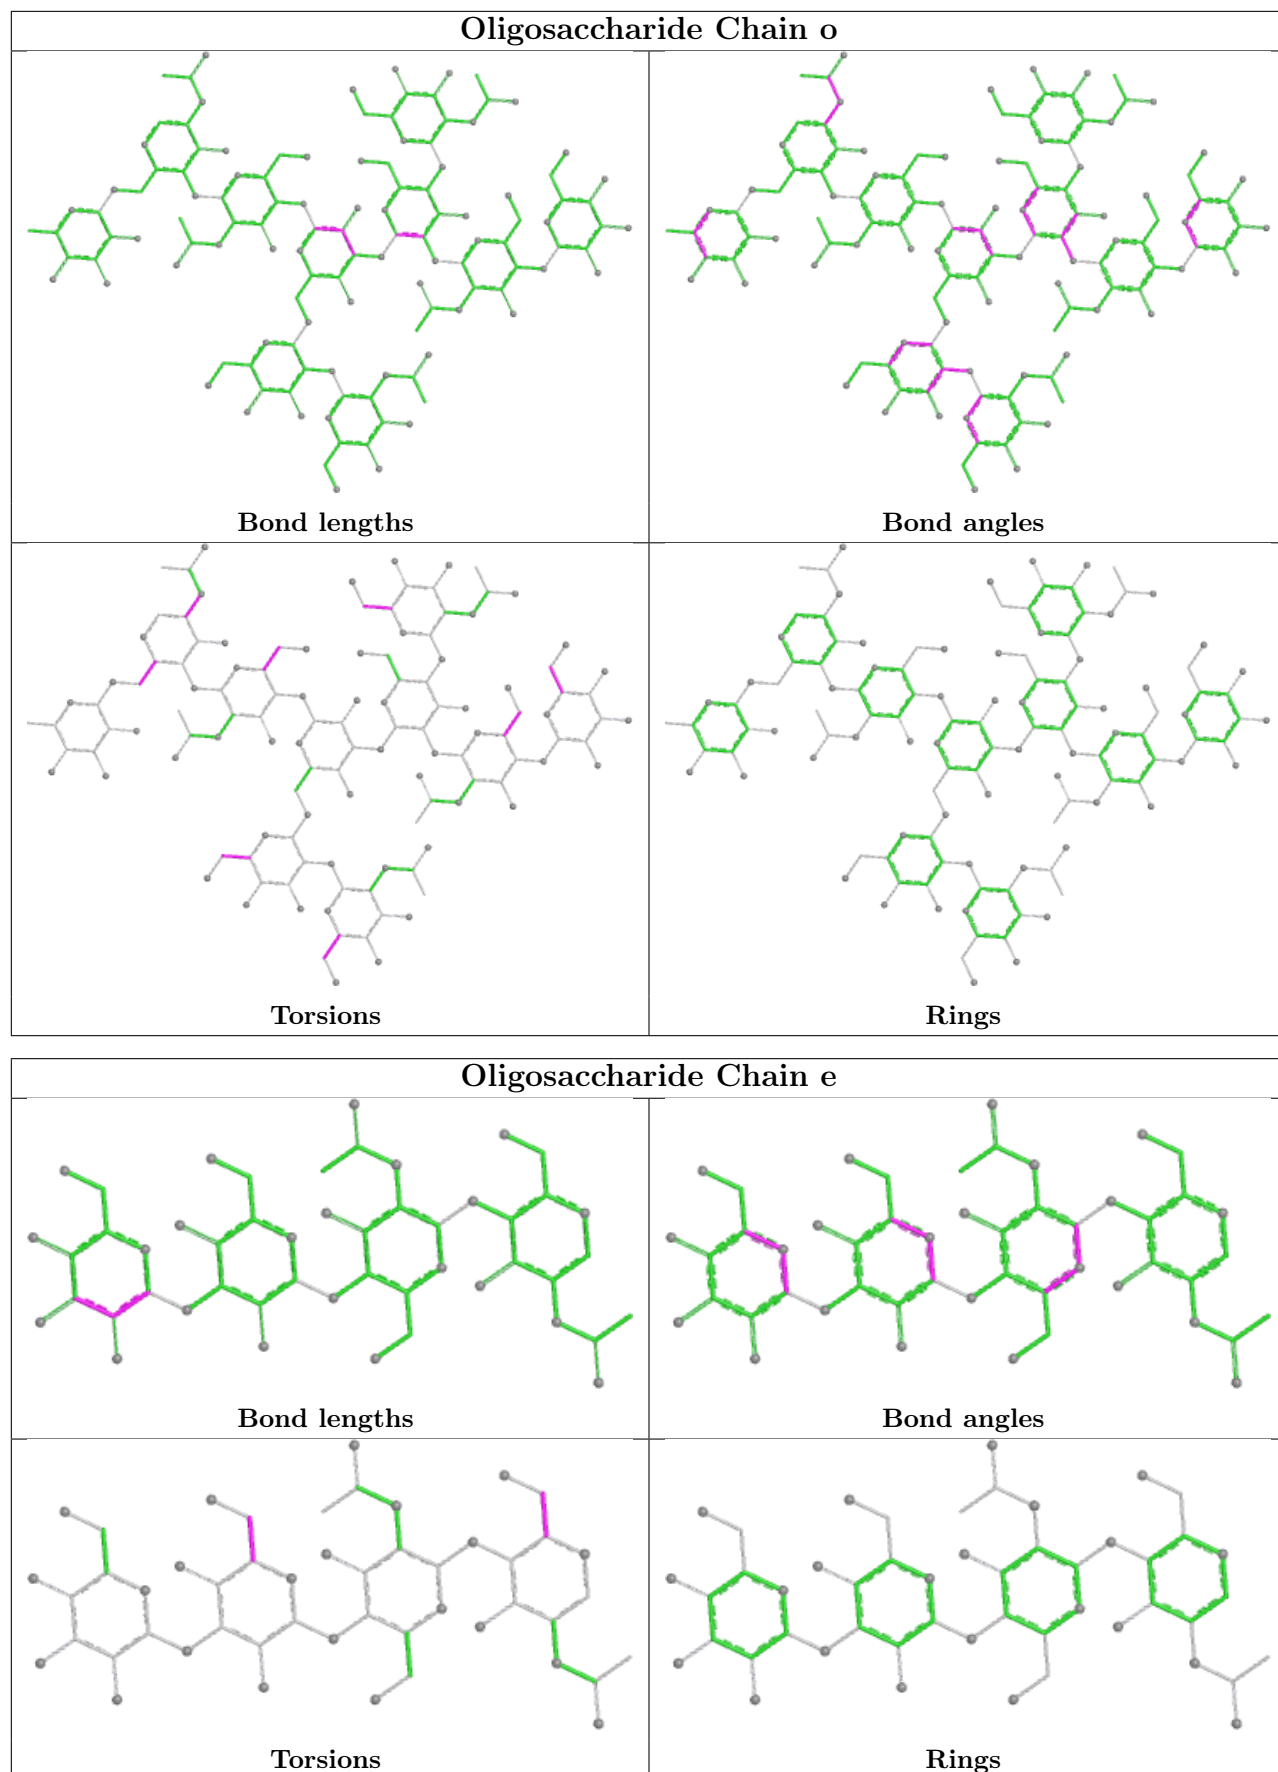 Oligosaccharide Chain o
Bond lengths
Bond angles
Torsions
Rings
Oligosaccharide Chain e
Bond lengths
Bond angles
Torsions
Rings